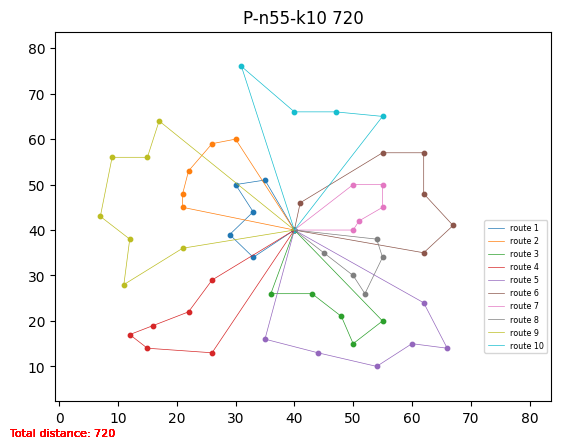 P-n55-k10 720
80
70
60
50
40
30
20
10
0 10 20 30 40 50 60 70 80
route 1
route 2
route 3
route 4
route 5
route 6
route 7
route 8
route 9
route 10
Total distance: 720